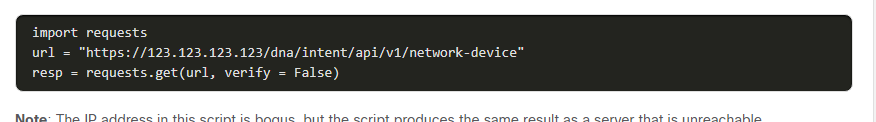 import requests
url = "https://123.123.123.123/dna/intent/api/v1/network-device"
resp = requests.get(url, verify = False)
Note: The IP address in this script is bogus, but the script produces the same result as a server that is unreachable.